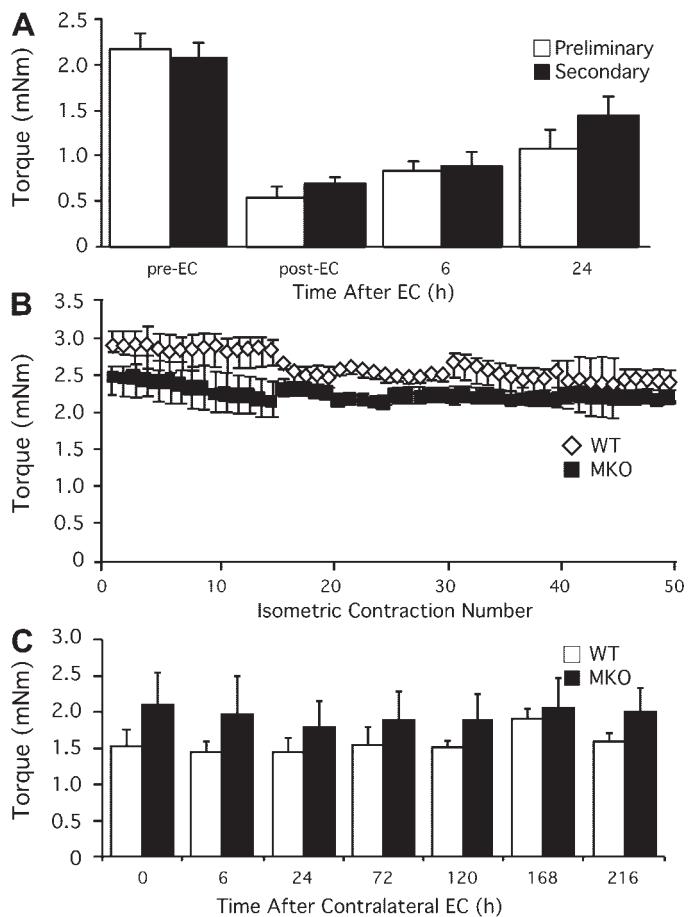 A
2.5
2.0
1.5
1.0
0.5
0
Torque (mNm)
Preliminary
Secondary
pre-EC post-EC 6 24
Time After EC (h)
B
3.5
3.0
2.5
2.0
1.5
1.0
0.5
0
Torque (mNm)
WT
MKO
0 10 20 30 40 50
Isometric Contraction Number
C
3.0
2.5
2.0
1.5
1.0
0.5
0
Torque (mNm)
WT
MKO
0 6 24 72 120 168 216
Time After Contralateral EC (h)